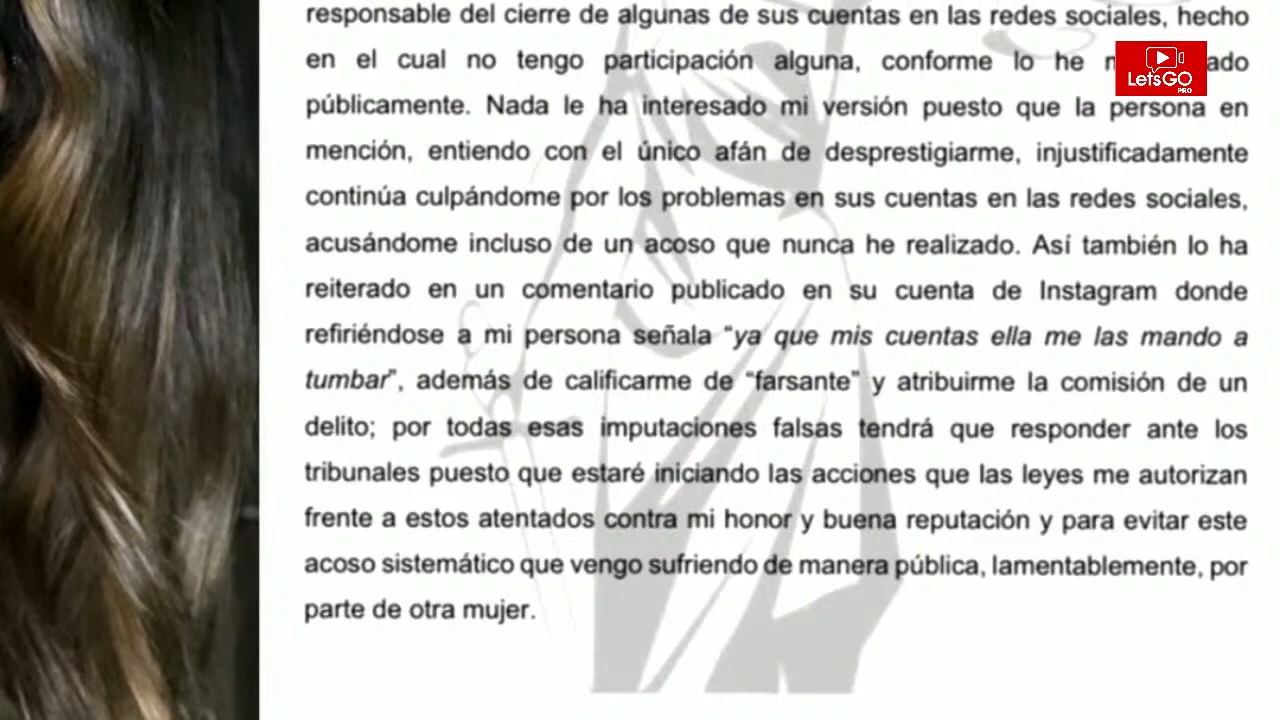 responsable del cierre de algunas de sus cuentas en las redes sociales, hecho
en el cual no tengo participación alguna, conforme lo he
públicamente. Nada le ha interesado mi versión puesto que la persona en
mención, entiendo con el único afán de desprestigiarme, injustificadamente
continúa culpándome por los problemas en sus cuentas en las redes sociales,
acusándome incluso de un acoso que nunca he realizado. Así también lo ha
reiterado en un comentario publicado en su cuenta de Instagram donde
refiriéndose a mi persona señala “ya que mis cuentas ella me las mando a
tumbar”, además de calificarme de “farsante” y atribuirme la comisión de un
delito; por todas esas imputaciones falsas tendrá que responder ante los
tribunales puesto que estaré iniciando las acciones que las leyes me autorizan
frente a estos atentados contra mi honor y buena reputación y para evitar este
acoso sistemático que vengo sufriendo de manera pública, lamentablemente, por
parte de otra mujer.
LetsGO
PRO